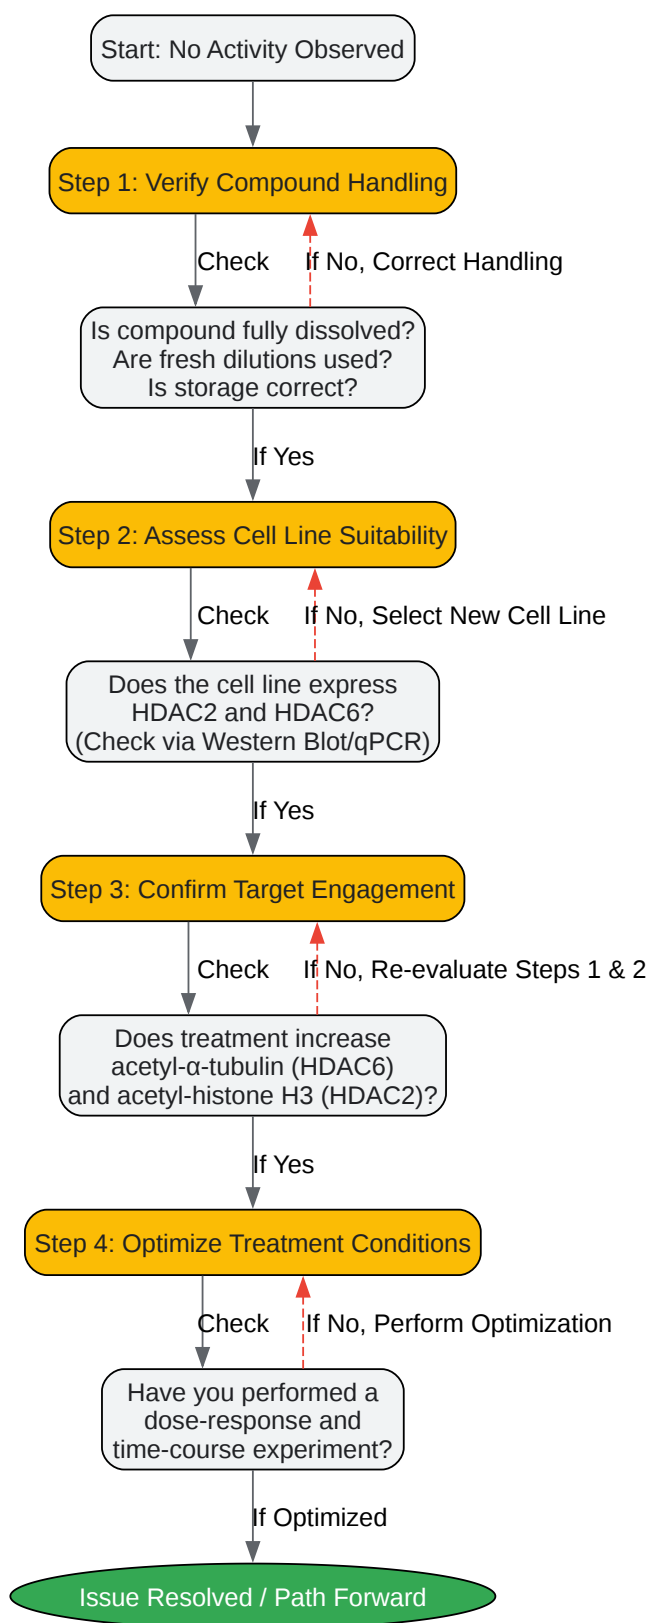 Start: No Activity Observed
Step 1: Verify Compound Handling
Check
If No, Correct Handling
Is compound fully dissolved?
Are fresh dilutions used?
Is storage correct?
If Yes
Step 2: Assess Cell Line Suitability
Check
If No, Select New Cell Line
Does the cell line express
HDAC2 and HDAC6?
(Check via Western Blot/qPCR)
If Yes
Step 3: Confirm Target Engagement
Check
If No, Re-evaluate Steps 1 & 2
Does treatment increase
acetyl-α-tubulin (HDAC6)
and acetyl-histone H3 (HDAC2)?
If Yes
Step 4: Optimize Treatment Conditions
Check
If No, Perform Optimization
Have you performed a
dose-response and
time-course experiment?
If Optimized
Issue Resolved / Path Forward